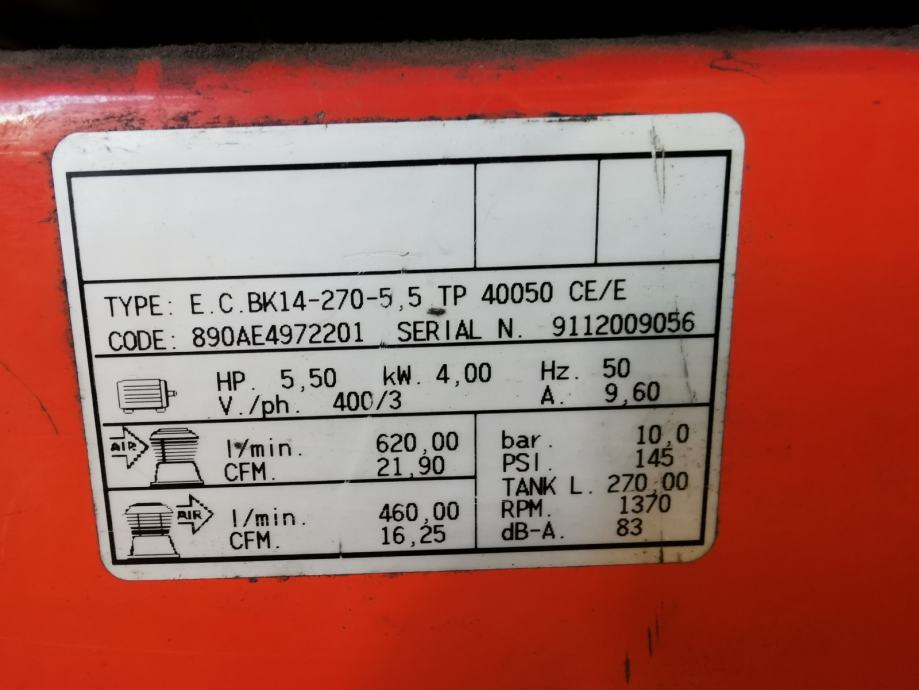 TYPE: E.C.BK14-270-5,5 TP 40050 CE/E
CODE: 890AE4972201 SERIAL N. 9112009056
HP. 5,50 kW. 4,00 Hz. 50
V./ph. 400/3 A. 9,60
AIR l/min. 620,00
CFM. 21,90
AIR l/min. 460,00
CFM. 16,25
bar. 10,0
PSI. 145
TANK L. 270,00
RPM. 1370
dB-A. 83